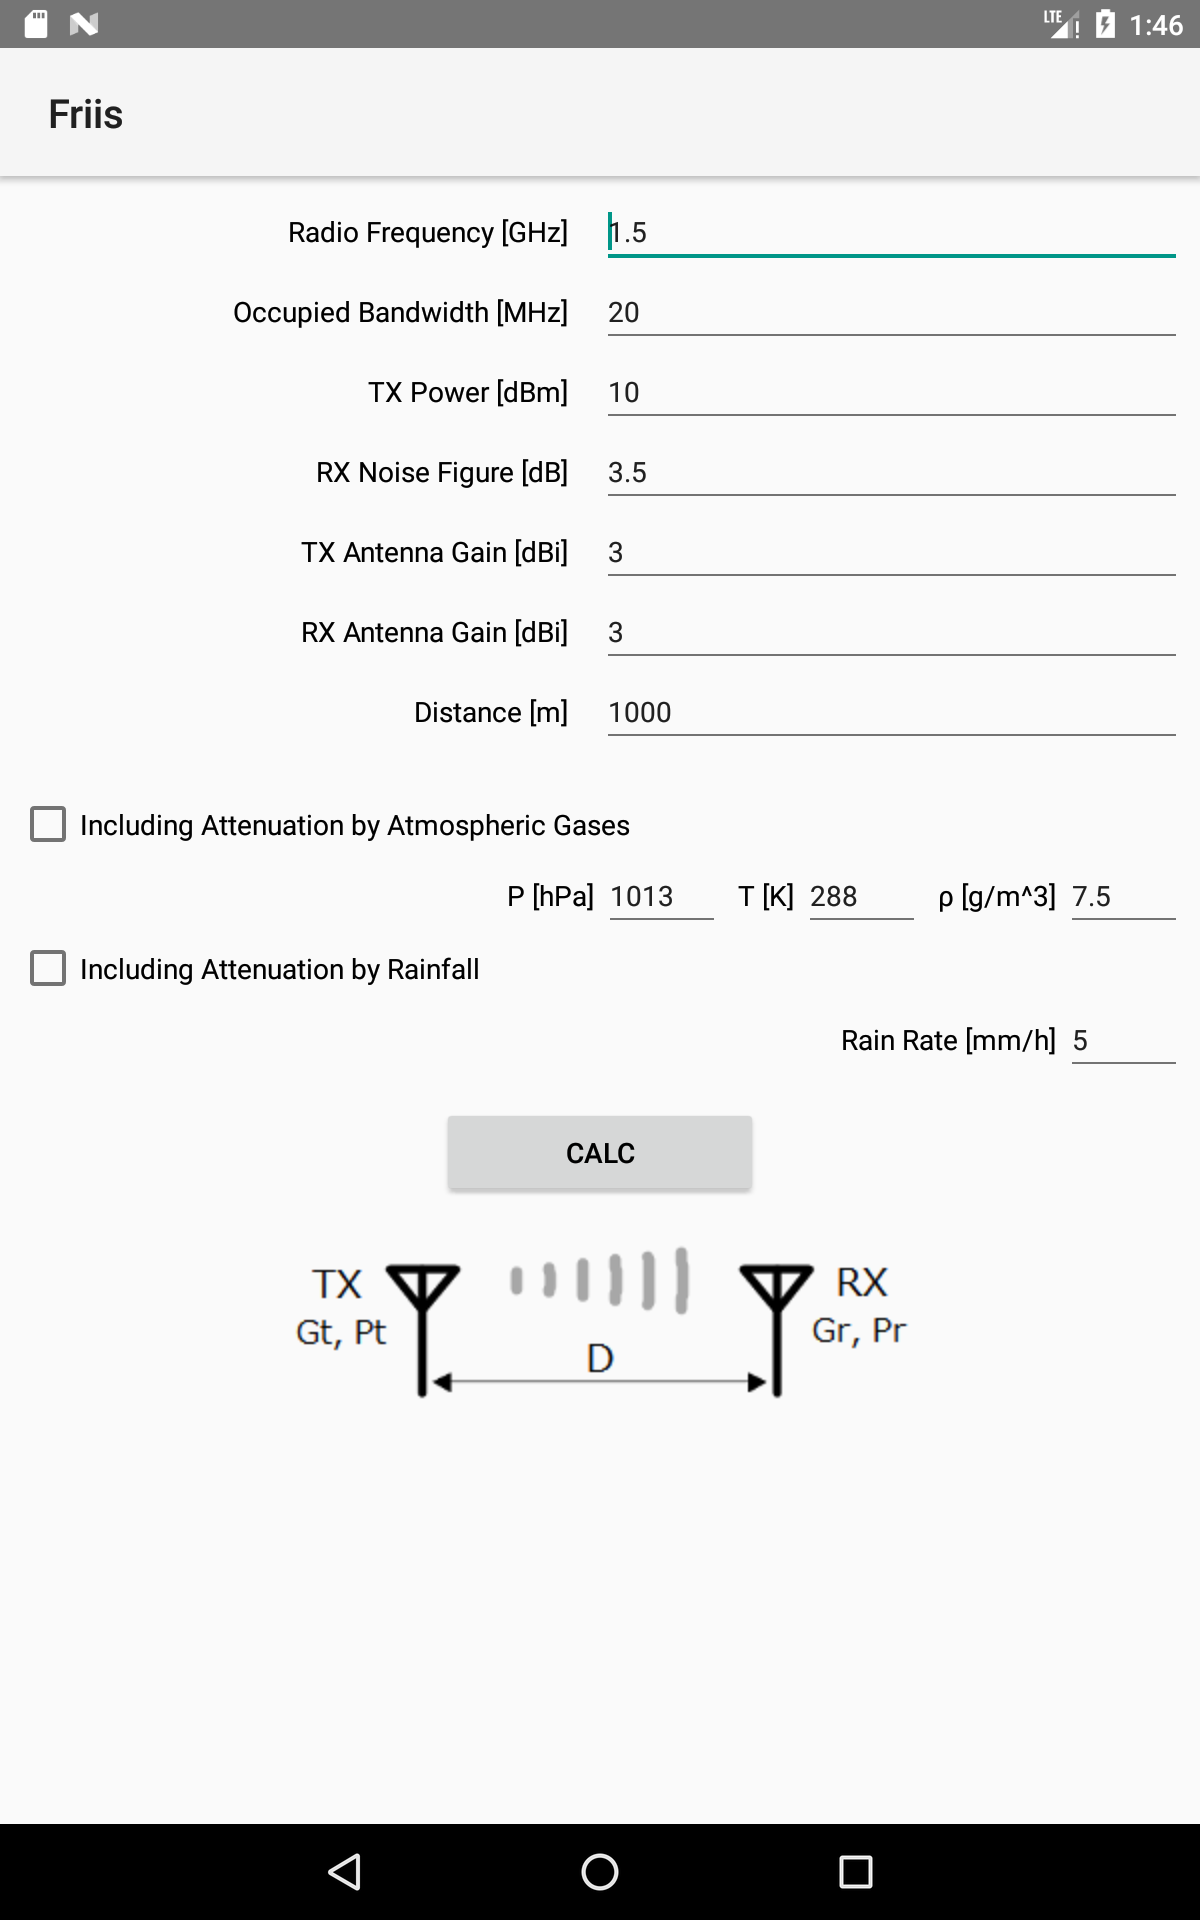 LTE 1:46
Friis
Radio Frequency [GHz] 1.5
Occupied Bandwidth [MHz] 20
TX Power [dBm] 10
RX Noise Figure [dB] 3.5
TX Antenna Gain [dBi] 3
RX Antenna Gain [dBi] 3
Distance [m] 1000
Including Attenuation by Atmospheric Gases
P [hPa] 1013 T [K] 288 ρ [g/m^3] 7.5
Including Attenuation by Rainfall
Rain Rate [mm/h] 5
CALC
TX RX
Gt, Pt Gr, Pr
D